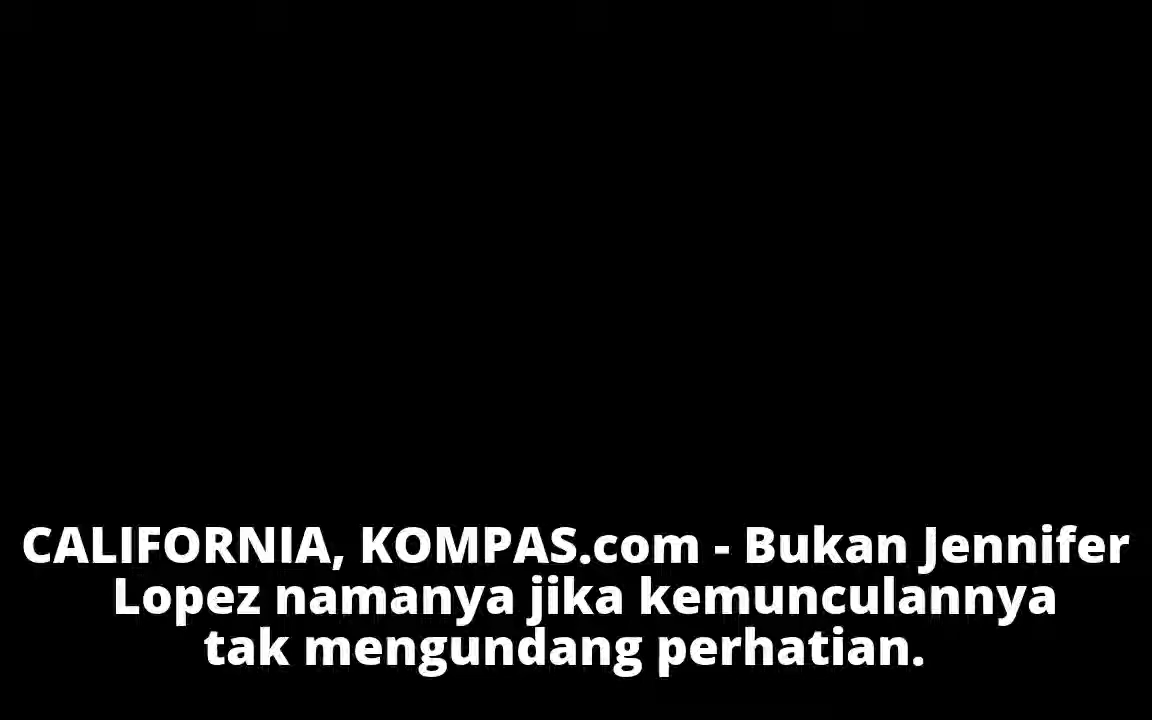 CALIFORNIA, KOMPAS.com - Bukan Jennifer
Lopez namanya jika kemunculannya
tak mengundang perhatian.